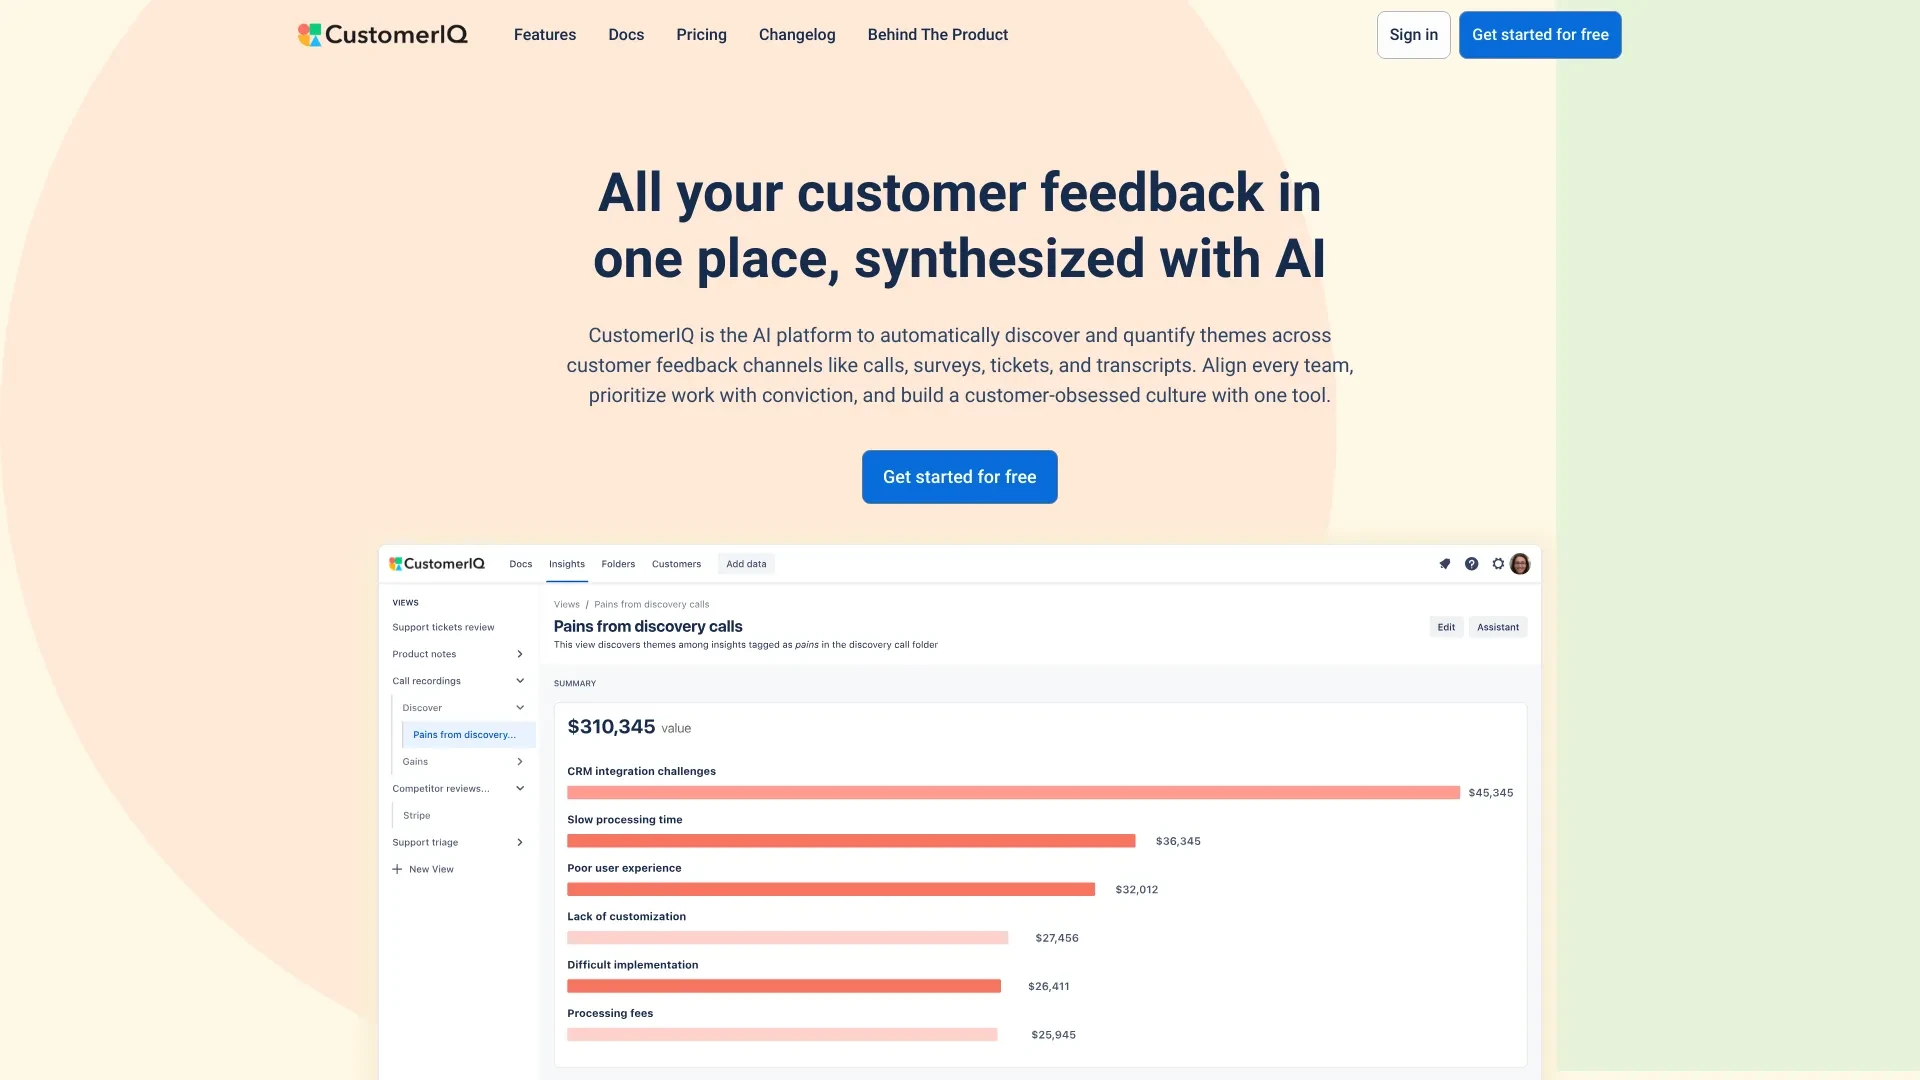 CustomerIQ
Features
Docs
Pricing
Changelog
Behind The Product
Sign in
Get started for free
All your customer feedback in
one place, synthesized with AI
CustomerIQ is the AI platform to automatically discover and quantify themes across
customer feedback channels like calls, surveys, tickets, and transcripts. Align every team,
prioritize work with conviction, and build a customer-obsessed culture with one tool.
Get started for free
CustomerIQ
Docs
Insights
Folders
Customers
Add data
?
VIEWS
Support tickets review
Product notes
Call recordings
Discover
Pains from discovery...
Gains
Competitor reviews...
Stripe
Support triage
New View
Views / Pains from discovery calls
Pains from discovery calls
This view discovers themes among insights tagged as pains in the discovery call folder
Edit
Assistant
SUMMARY
$310,345 value
CRM integration challenges
$45,345
Slow processing time
$36,345
Poor user experience
$32,012
Lack of customization
$27,456
Difficult implementation
$26,411
Processing fees
$25,945